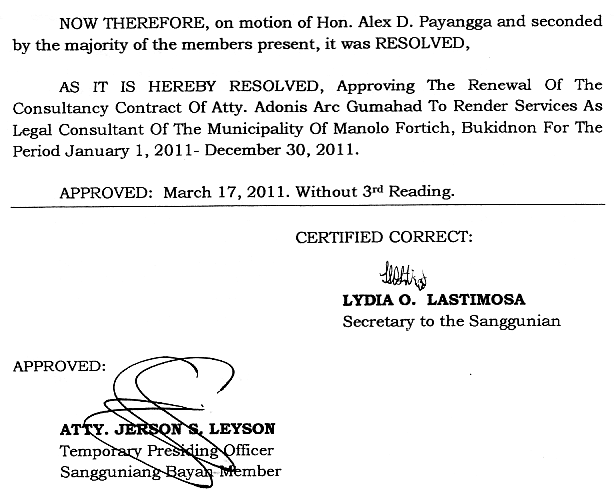 NOW THEREFORE, on motion of Hon. Alex D. Payangga and seconded
by the majority of the members present, it was RESOLVED,
AS IT IS HEREBY RESOLVED, Approving The Renewal Of The
Consultancy Contract Of Atty. Adonis Arc Gumahad To Render Services As
Legal Consultant Of The Municipality Of Manolo Fortich, Bukidnon For The
Period January 1, 2011- December 30, 2011.
APPROVED: March 17, 2011. Without 3rd Reading.
CERTIFIED CORRECT:
LYDIA O. LASTIMOSA
Secretary to the Sanggunian
APPROVED:
ATTY. JERSON S. LEYSON
Temporary Presiding Officer
Sangguniang Bayan Member